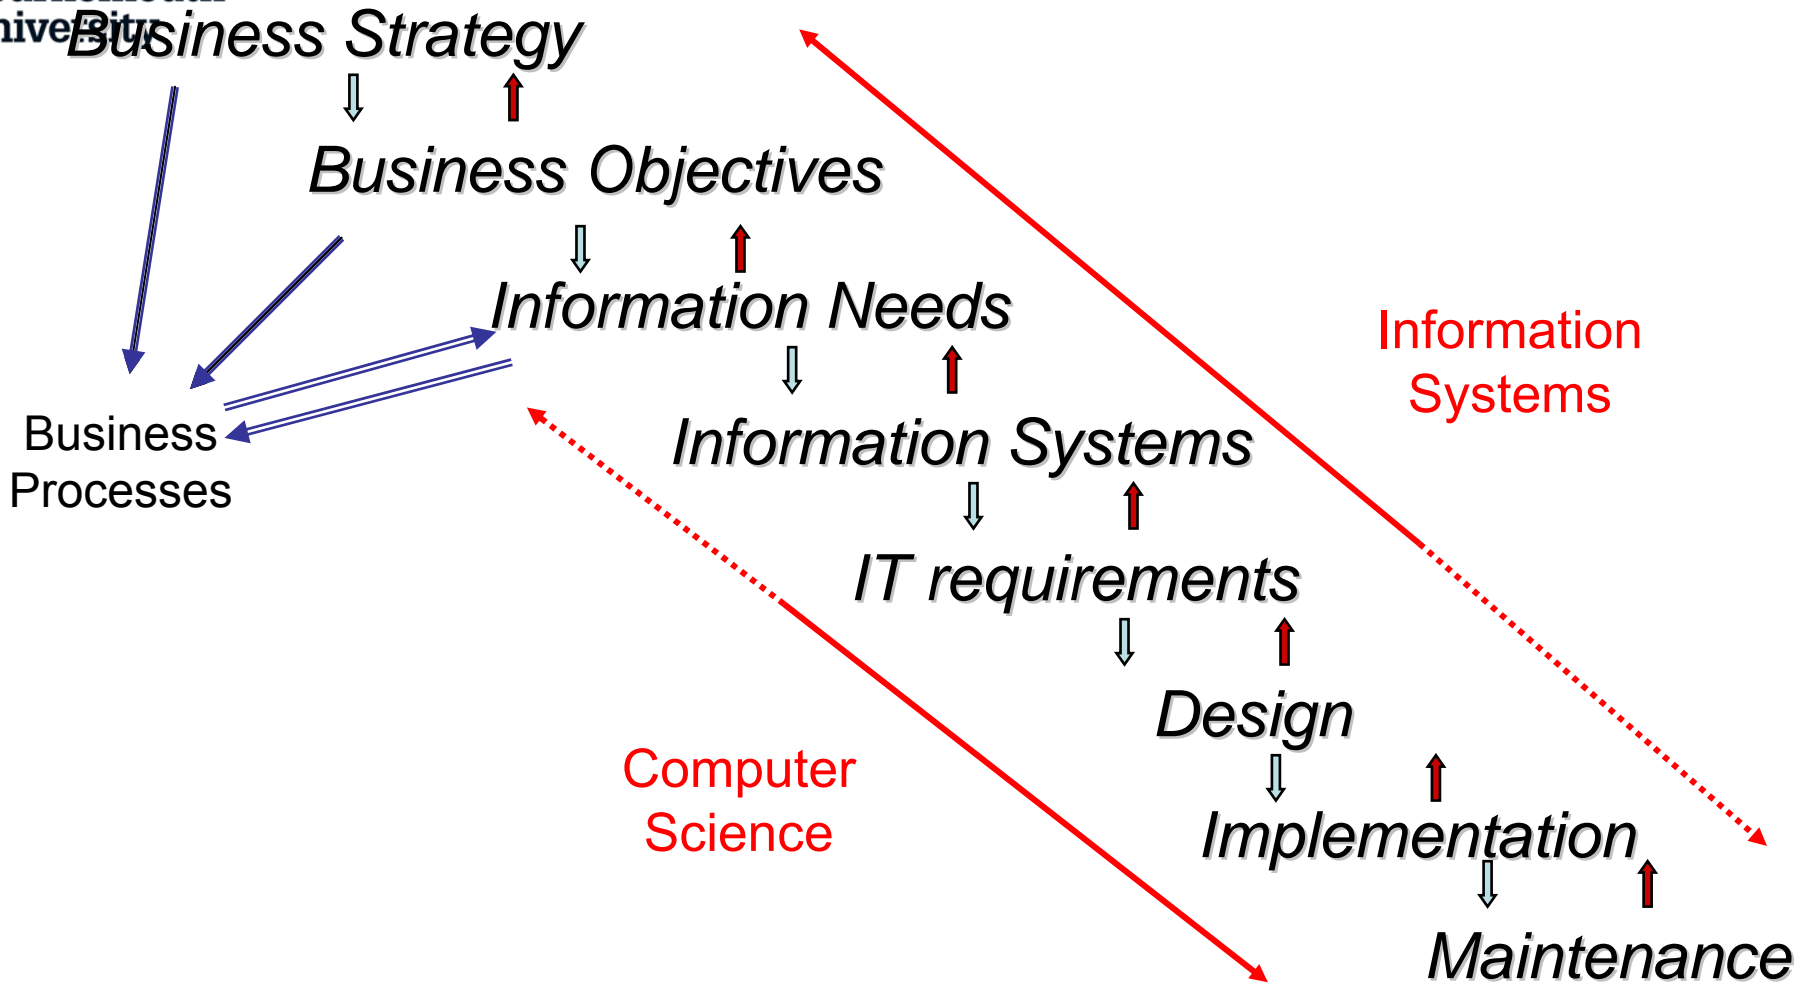 Business Strategy
Business Objectives
Information Needs
Information
Systems
Business
Processes
Information Systems
IT requirements
Design
Computer
Science
Implementation
Maintenance